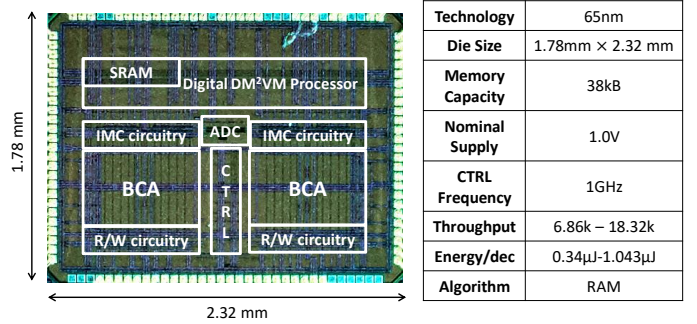 SRAM
Digital DM²VM Processor
IMC circuitry
ADC
IMC circuitry
BCA
C
T
R
L
BCA
R/W circuitry
R/W circuitry
1.78 mm
2.32 mm
Technology 65nm
Die Size 1.78mm × 2.32 mm
Memory
Capacity 38kB
Nominal
Supply 1.0V
CTRL
Frequency 1GHz
Throughput 6.86k – 18.32k
Energy/dec 0.34µJ-1.043µJ
Algorithm RAM